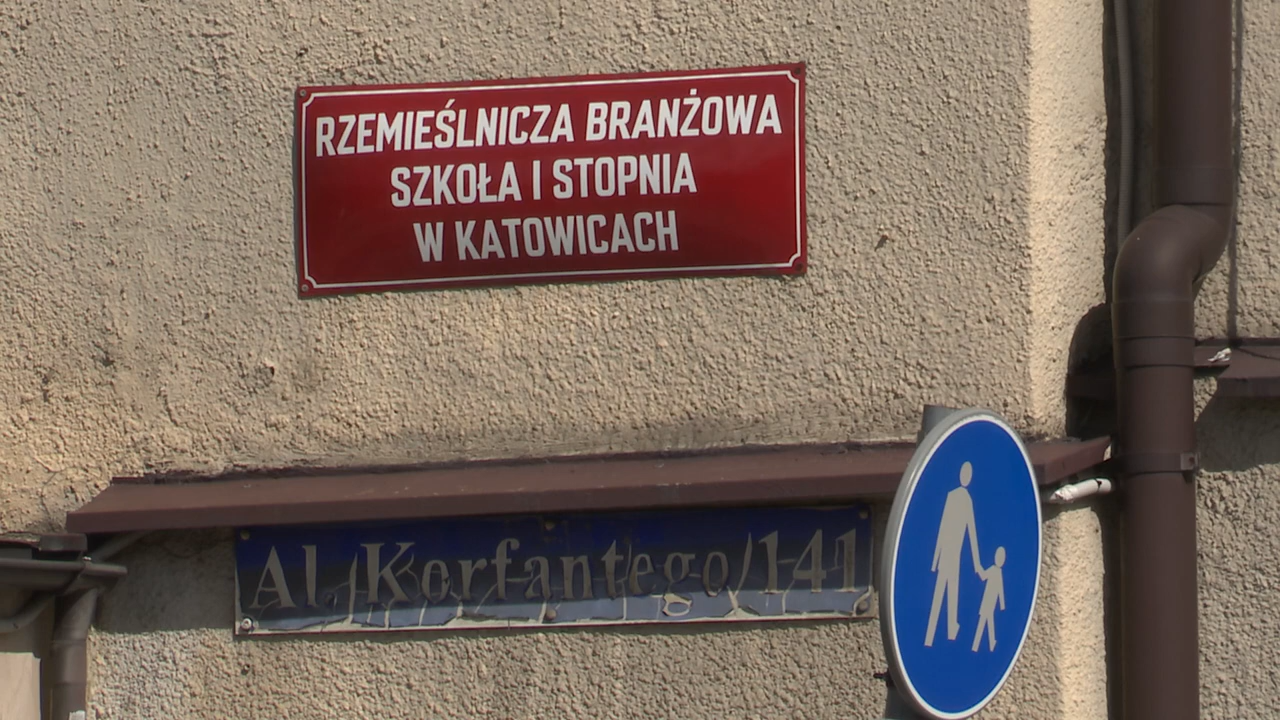 RZEMIEŚLNICZA BRANŻOWA
SZKOŁA I STOPNIA
W KATOWICACH
Al. Korfantego 141